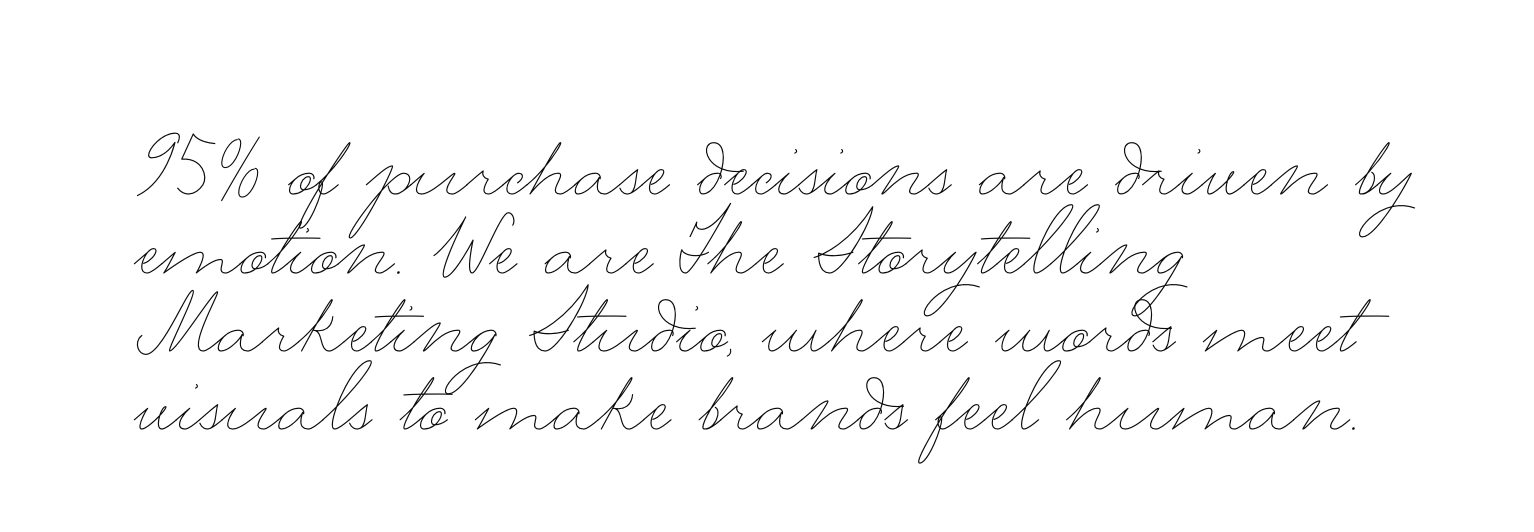 95% of purchase decisions are driven by
emotion. We are The Storytelling
Marketing Studio, where words meet
visuals to make brands feel human.